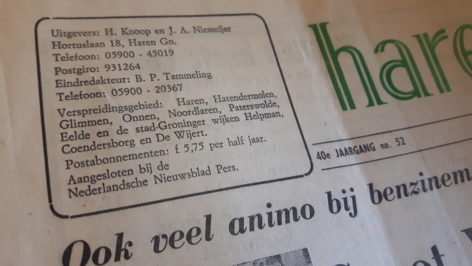 Uitgevers: H. Knoop en J. A. Niemeijer
Hortuslaan 18, Haren Gn.
Telefoon: 05900 - 45019
Postgiro: 931264
Eindredakteur: B. P. Tammeling
Telefoon: 05900 - 20367
Verspreidingsgebied: Haren, Harendermolen,
Glimmen, Onnen, Noordlaren, Paterswolde,
Eelde en de stad-Groninger wijken Helpman,
Coendersborg en De Wijert.
Postabonnementen: f 5,75 per half jaar.
Aangesloten bij de
Nederlandsche Nieuwsblad Pers.
hare
40e JAARGANG no. 52
Ook veel animo bij benzinem